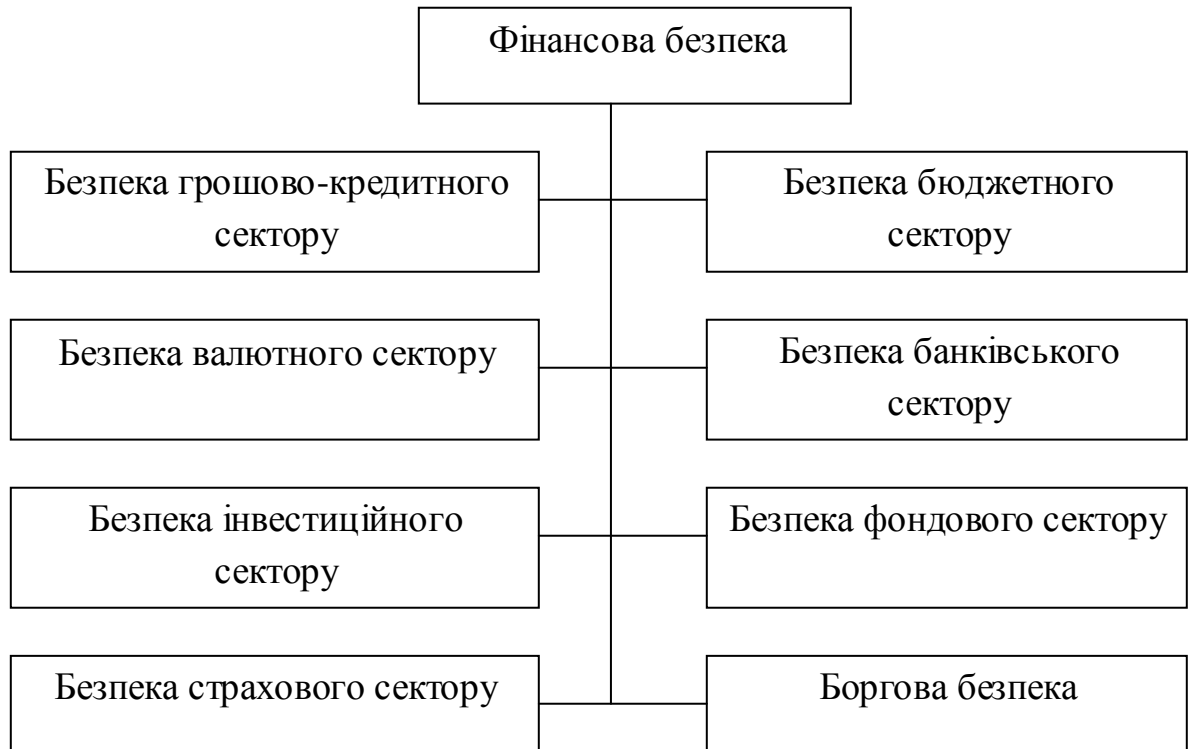 Фінансова безпека
Безпека грошово-кредитного
сектору
Безпека бюджетного
сектору
Безпека валютного сектору
Безпека банківського
сектору
Безпека інвестиційного
сектору
Безпека фондового сектору
Безпека страхового сектору
Боргова безпека